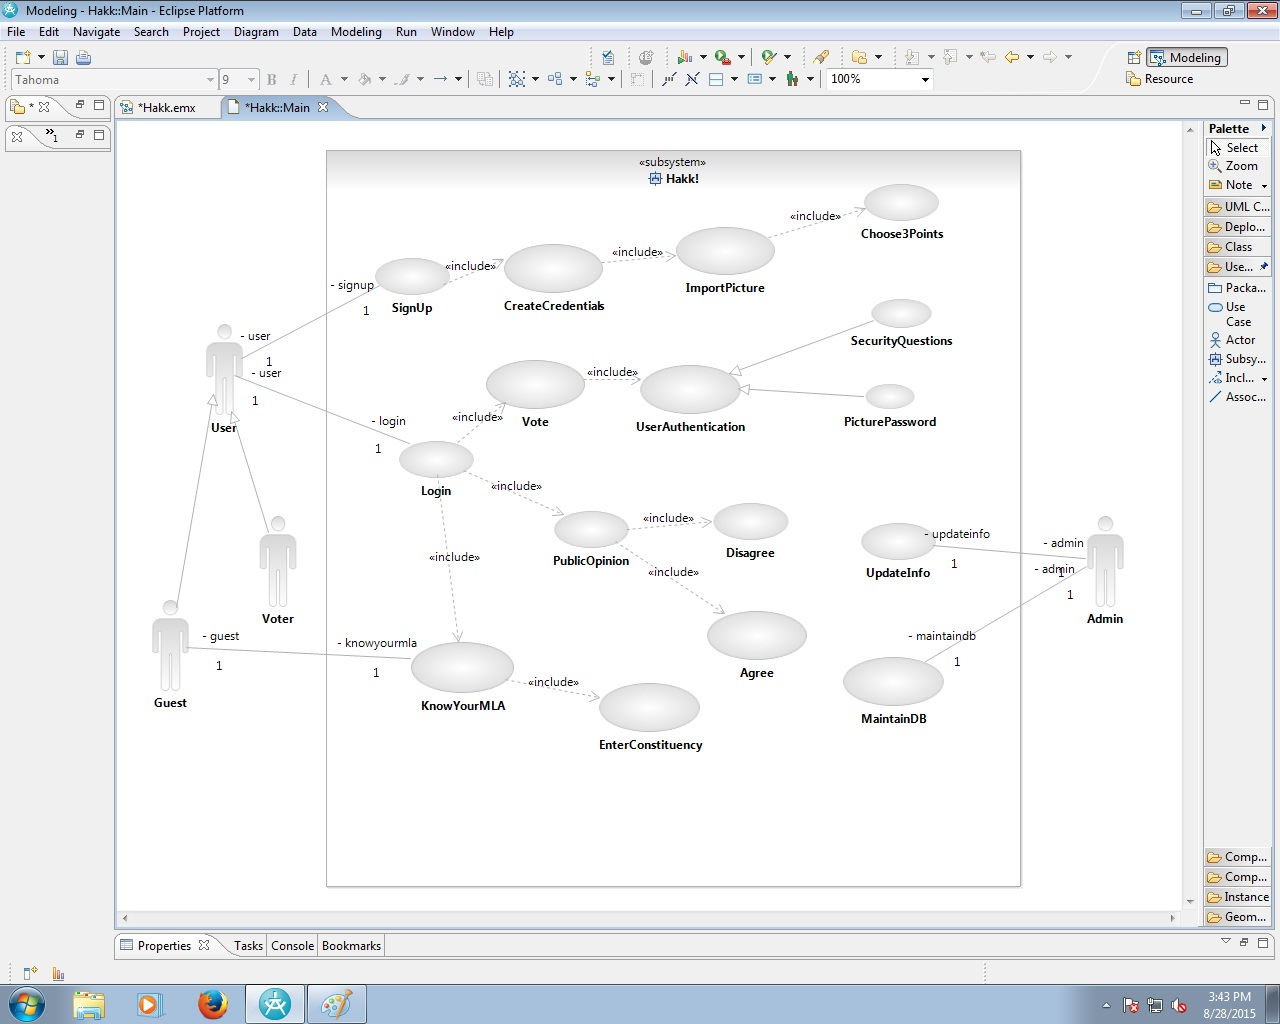 Modeling - Hakk::Main - Eclipse Platform
File Edit Navigate Search Project Diagram Data Modeling Run Window Help
Modeling
Tahoma 9 B I A 100%
Resource
* *Hakk.emx *Hakk::Main
»1
Palette
Select
Zoom
Note
UML C...
Deplo...
Class
Use...
Packa...
Use
Case
Actor
Subsy...
Incl...
Assoc...
Comp...
Comp...
Instance
Geom...
«subsystem»
Hakk!
Choose3Points
«include»
ImportPicture
«include»
CreateCredentials
«include»
SignUp
- signup
1
- user
1
- user
1
User
SecurityQuestions
PicturePassword
UserAuthentication
«include»
Vote
«include»
- login
1
Login
«include»
PublicOpinion
«include»
Disagree
«include»
Agree
«include»
- updateinfo
1
UpdateInfo
- admin
1
- admin
1
Admin
Voter
- guest
1
Guest
- knowyourmla
1
KnowYourMLA
«include»
EnterConstituency
- maintaindb
1
MaintainDB
Properties Tasks Console Bookmarks
3:43 PM
8/28/2015